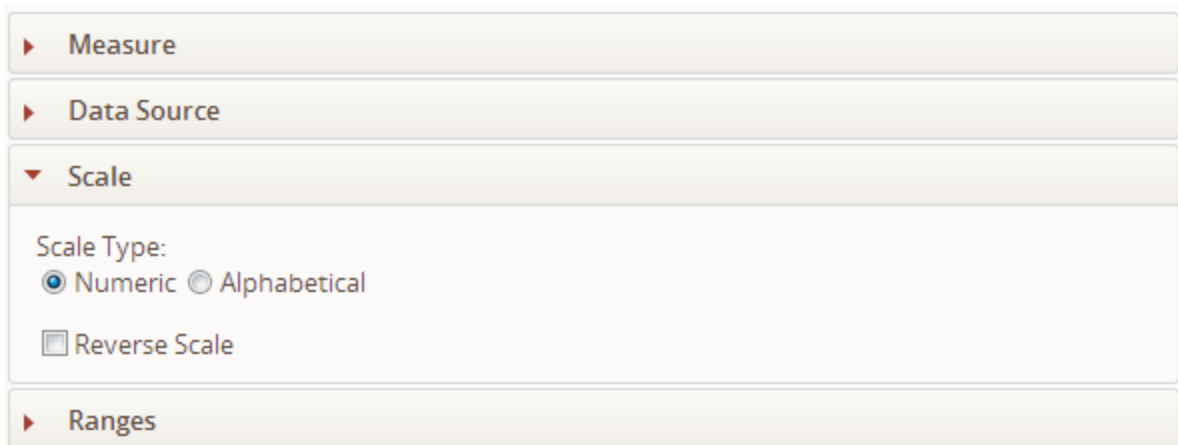 Measure
Data Source
Scale
Scale Type:
Numeric Alphabetical
Reverse Scale
Ranges